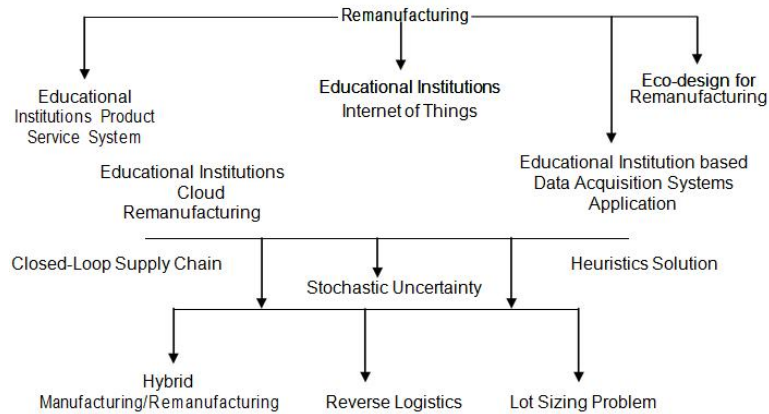 Remanufacturing
Educational
Institutions Product
Service System
Educational Institutions
Internet of Things
Eco-design for
Remanufacturing
Educational Institutions
Cloud
Remanufacturing
Educational Institution based
Data Acquisition Systems
Application
Closed-Loop Supply Chain
Stochastic Uncertainty
Heuristics Solution
Hybrid
Manufacturing/Remanufacturing
Reverse Logistics
Lot Sizing Problem